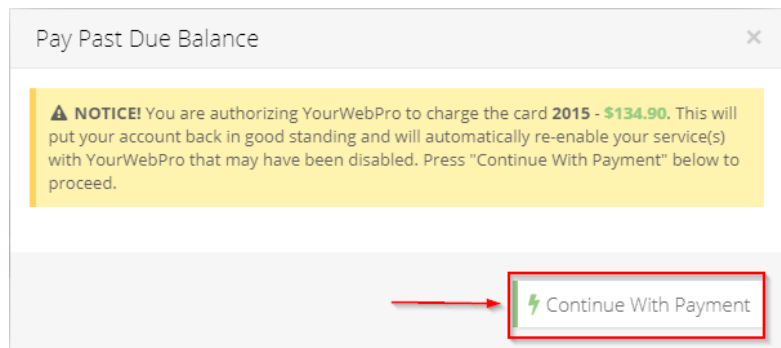 Pay Past Due Balance ×
NOTICE! You are authorizing YourWebPro to charge the card 2015 - $134.90. This will
put your account back in good standing and will automatically re-enable your service(s)
with YourWebPro that may have been disabled. Press "Continue With Payment" below to
proceed.
Continue With Payment